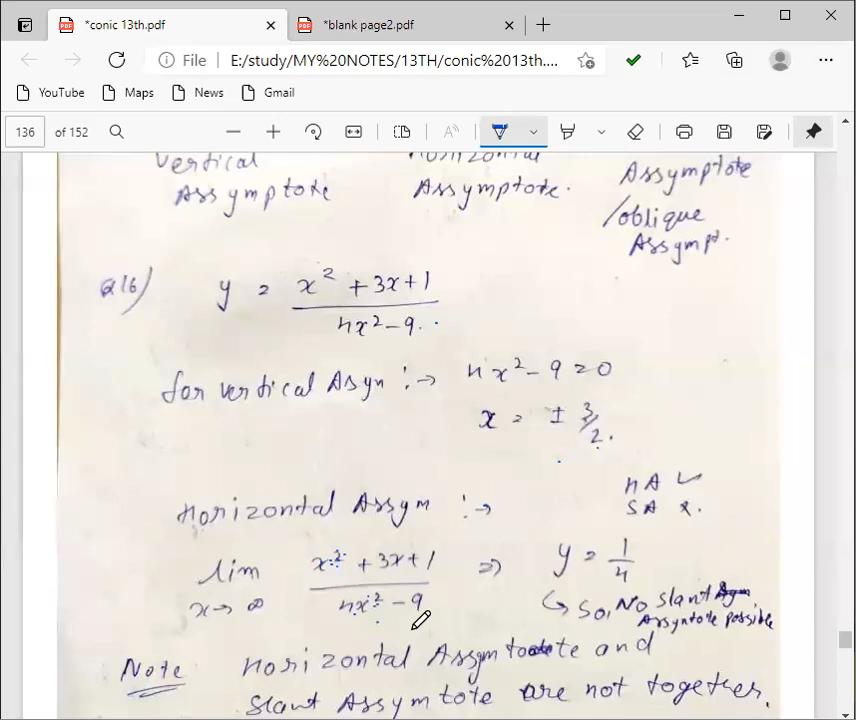 *conic 13th.pdf
*blank page2.pdf
File E:/study/MY%20NOTES/13TH/conic%2013th....
YouTube Maps News Gmail
136 of 152
Vertical Horizontal
Assymptote Assymptote. Assymptote
/oblique
Assympt.
Q16) y = x² + 3x + 1
4x² - 9.
for vertical Asyn :→ 4x² - 9 = 0
x = ± 3/2.
HA ✓
Horizontal Assym :→ SA x.
lim x² + 3x + 1 ⇒ y = 1/4
x → ∞ 4x² - 9
↳ So, No slant
Assyntote possible
Note Horizontal Assymtote and
slant Assymtote are not together.